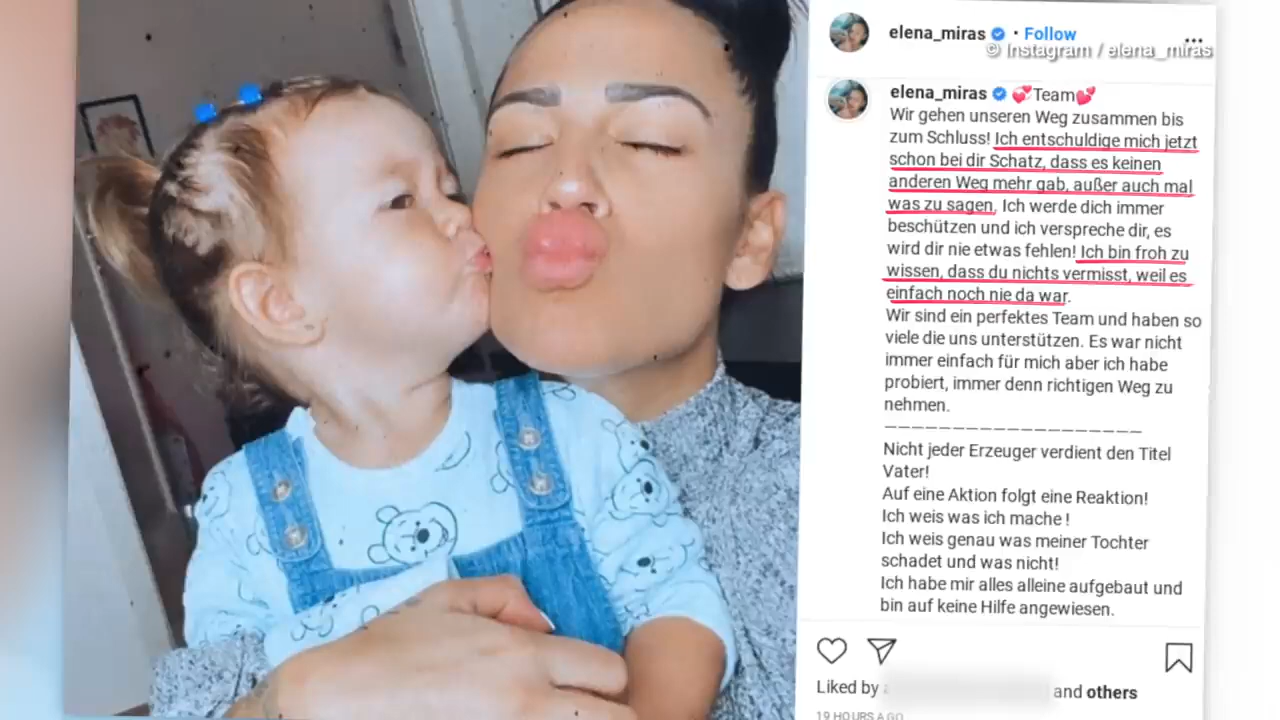 elena_miras • Follow
© Instagram / elena_miras
elena_miras 💞Team💕
Wir gehen unseren Weg zusammen bis
zum Schluss! Ich entschuldige mich jetzt
schon bei dir Schatz, dass es keinen
anderen Weg mehr gab, außer auch mal
was zu sagen. Ich werde dich immer
beschützen und ich verspreche dir, es
wird dir nie etwas fehlen! Ich bin froh zu
wissen, dass du nichts vermisst, weil es
einfach noch nie da war.
Wir sind ein perfektes Team und haben so
viele die uns unterstützen. Es war nicht
immer einfach für mich aber ich habe
probiert, immer denn richtigen Weg zu
nehmen.
———————————————————
Nicht jeder Erzeuger verdient den Titel
Vater!
Auf eine Aktion folgt eine Reaktion!
Ich weis was ich mache !
Ich weis genau was meiner Tochter
schadet und was nicht!
Ich habe mir alles alleine aufgebaut und
bin auf keine Hilfe angewiesen.
Liked by and others
19 HOURS AGO